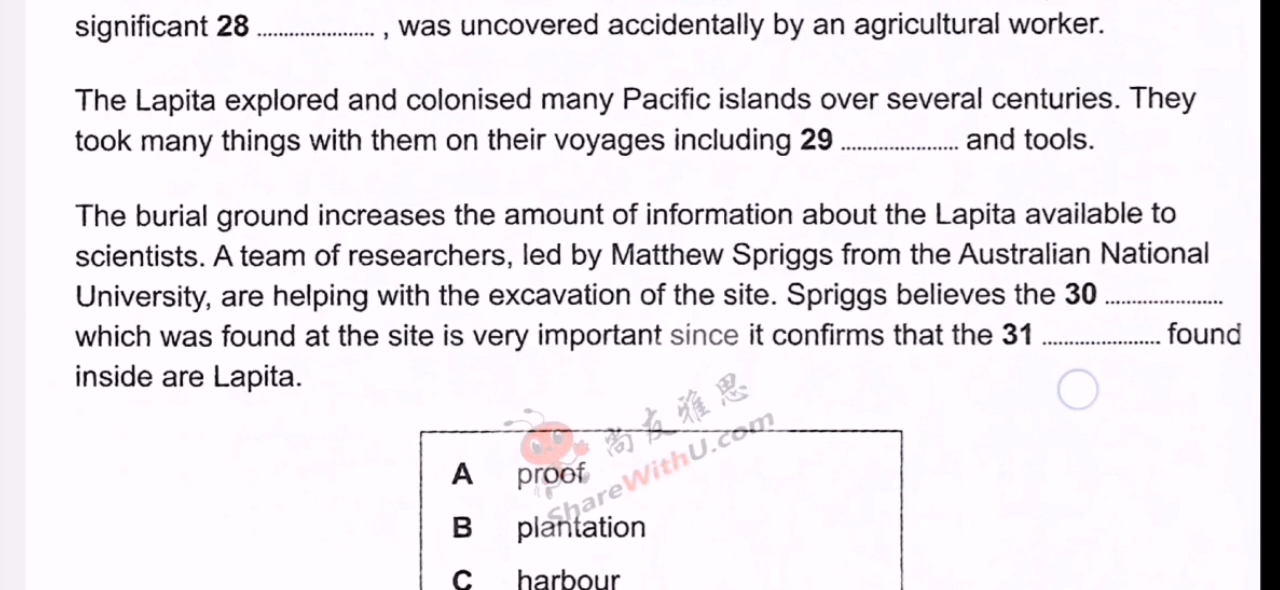 significant 28 ...................... , was uncovered accidentally by an agricultural worker.
The Lapita explored and colonised many Pacific islands over several centuries. They
took many things with them on their voyages including 29 ...................... and tools.
The burial ground increases the amount of information about the Lapita available to
scientists. A team of researchers, led by Matthew Spriggs from the Australian National
University, are helping with the excavation of the site. Spriggs believes the 30 ......................
which was found at the site is very important since it confirms that the 31 ...................... found
inside are Lapita.
尚友雅思
ShareWithU.com
A proof
B plantation
C harbour